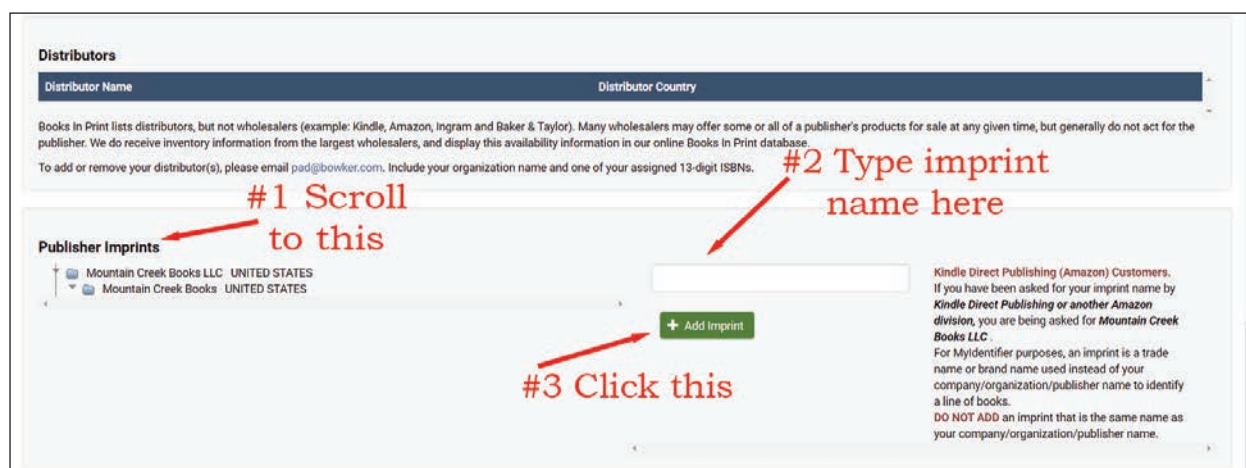 Distributors
Distributor Name Distributor Country
Books In Print lists distributors, but not wholesalers (example: Kindle, Amazon, Ingram and Baker & Taylor). Many wholesalers may offer some or all of a publisher's products for sale at any given time, but generally do not act for the
publisher. We do receive inventory information from the largest wholesalers, and display this availability information in our online Books In Print database.
To add or remove your distributor(s), please email pad@bowker.com. Include your organization name and one of your assigned 13-digit ISBNs.
#1 Scroll
to this
#2 Type imprint
name here
Publisher Imprints
Mountain Creek Books LLC UNITED STATES
Mountain Creek Books UNITED STATES
+ Add Imprint
#3 Click this
Kindle Direct Publishing (Amazon) Customers.
If you have been asked for your imprint name by
Kindle Direct Publishing or another Amazon
division, you are being asked for Mountain Creek
Books LLC .
For MyIdentifier purposes, an imprint is a trade
name or brand name used instead of your
company/organization/publisher name to identify
a line of books.
DO NOT ADD an imprint that is the same name as
your company/organization/publisher name.